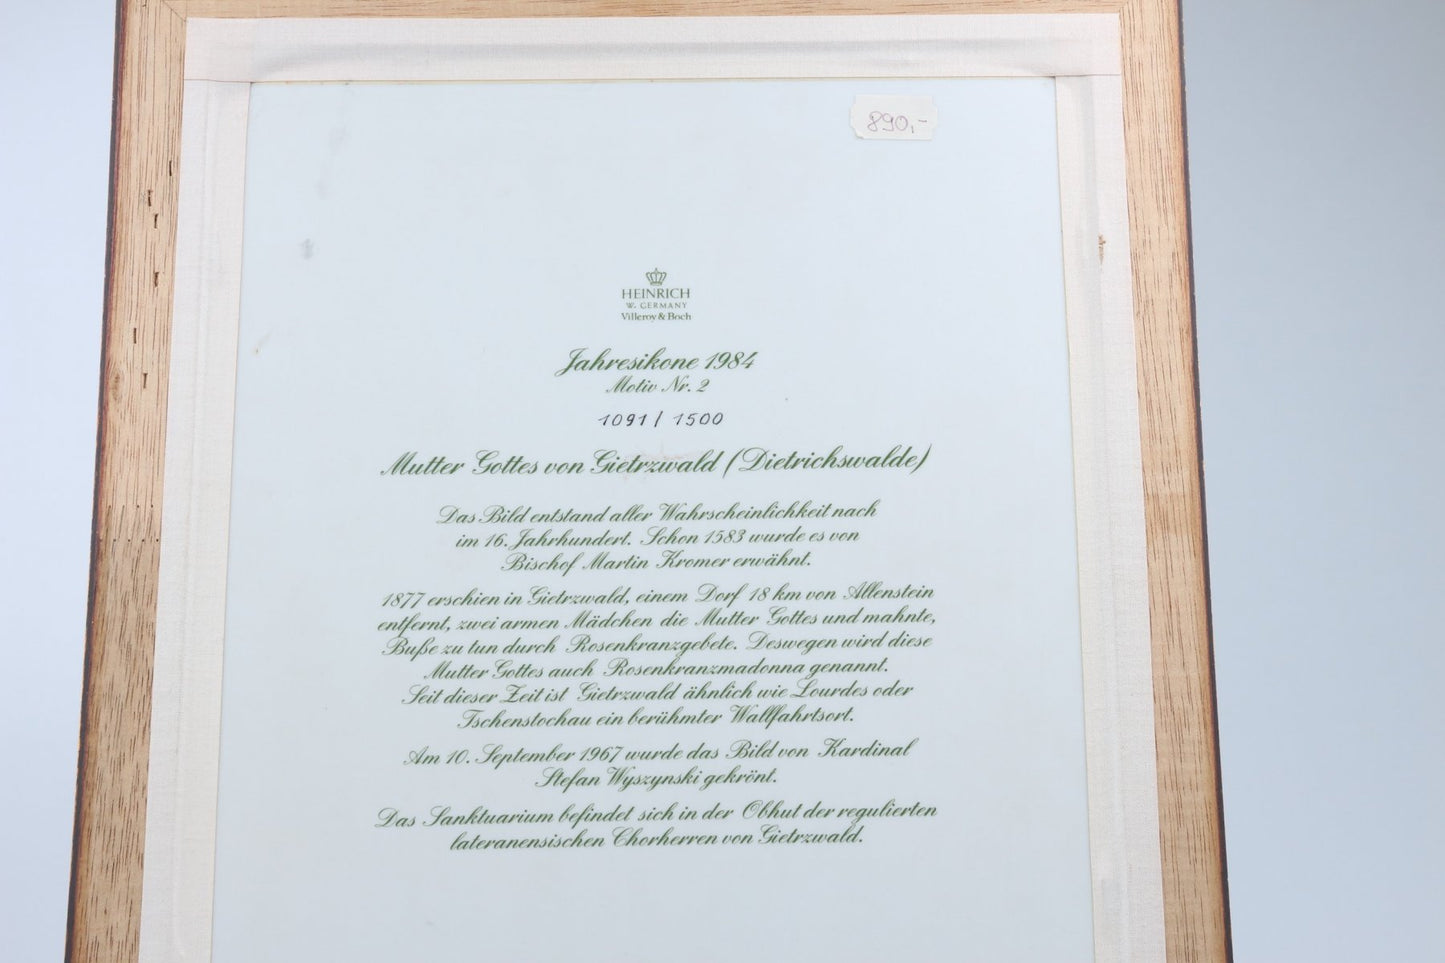 890,-
HEINRICH
W. GERMANY
Villeroy & Boch
Jahresikone 1984
Motiv Nr. 2
1091 / 1500
Mutter Gottes von Gietrzwald (Dietrichswalde)
Das Bild entstand aller Wahrscheinlichkeit nach
im 16. Jahrhundert. Schon 1583 wurde es von
Bischof Martin Kromer erwähnt.
1877 erschien in Gietrzwald, einem Dorf 18 km von Allenstein
entfernt, zwei armen Mädchen die Mutter Gottes und mahnte,
Buße zu tun durch Rosenkranzgebete. Deswegen wird diese
Mutter Gottes auch Rosenkranzmadonna genannt.
Seit dieser Zeit ist Gietrzwald ähnlich wie Lourdes oder
Tschenstochau ein berühmter Wallfahrtsort.
Am 10. September 1967 wurde das Bild von Kardinal
Stefan Wyszynski gekrönt.
Das Sanktuarium befindet sich in der Obhut der regulierten
lateranensischen Chorherren von Gietrzwald.